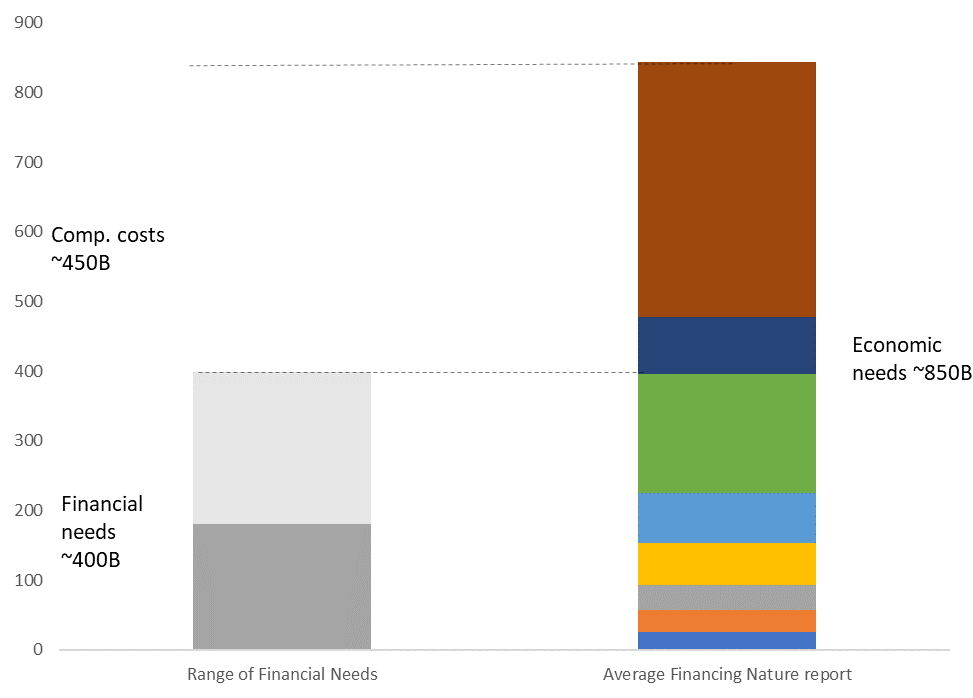 900
800
700
600
500
400
300
200
100
0
Comp. costs
~450B
Financial
needs
~400B
Economic
needs ~850B
Range of Financial Needs
Average Financing Nature report